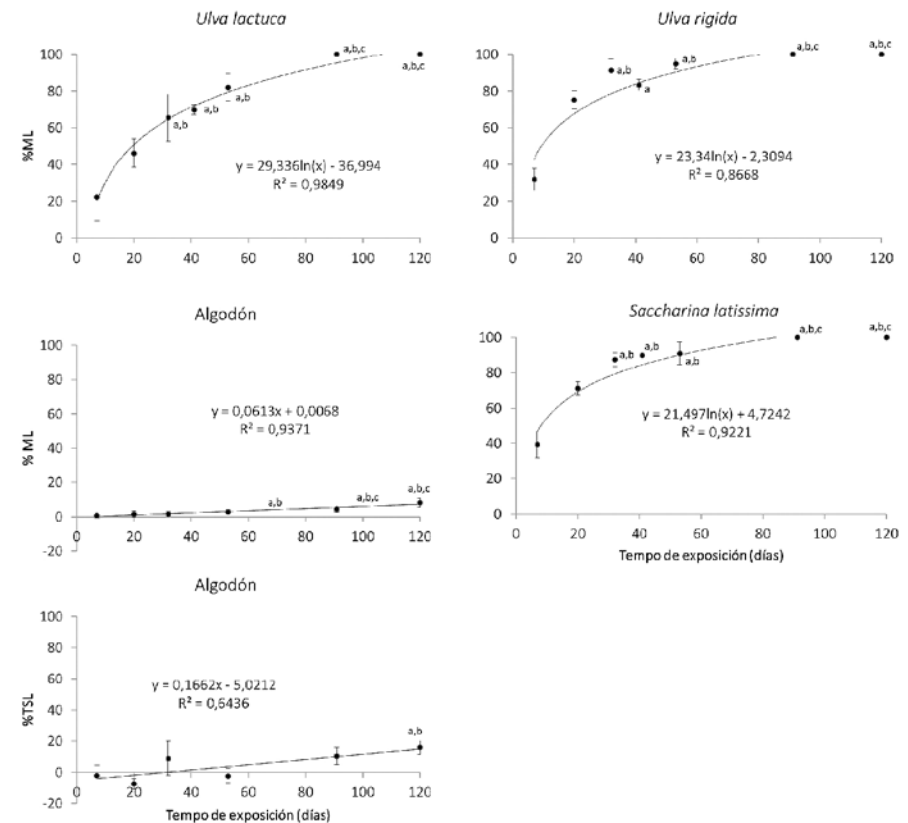 Ulva lactuca
%ML
100
80
60
40
20
0
0 20 40 60 80 100 120
a,b
a,b
a,b
a,b,c
a,b,c
y = 29,336ln(x) - 36,994
R² = 0,9849
Ulva rigida
100
80
60
40
20
0
0 20 40 60 80 100 120
a,b
a
a,b
a,b,c
a,b,c
y = 23,34ln(x) - 2,3094
R² = 0,8668
Algodón
% ML
100
80
60
40
20
0
-20
0 20 40 60 80 100 120
a,b
a,b,c
a,b,c
y = 0,0613x + 0,0068
R² = 0,9371
Saccharina latissima
100
80
60
40
20
0
0 20 40 60 80 100 120
a,b
a,b
a,b
a,b,c
a,b,c
y = 21,497ln(x) + 4,7242
R² = 0,9221
Tempo de exposición (días)
Algodón
%TSL
100
80
60
40
20
0
-20
0 20 40 60 80 100 120
a,b
y = 0,1662x - 5,0212
R² = 0,6436
Tempo de exposición (días)